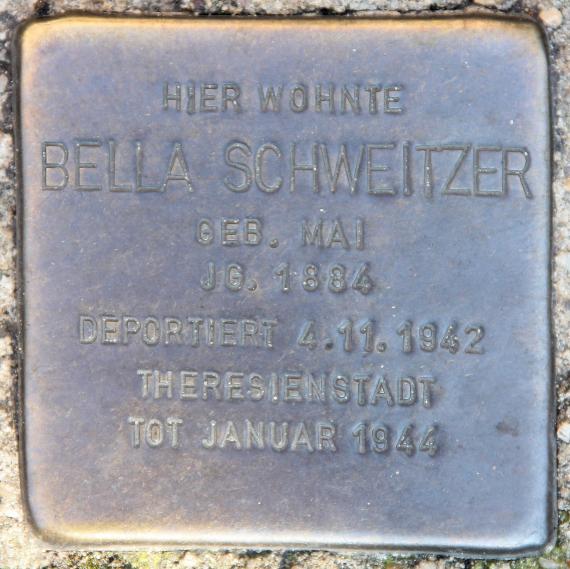 HIER WOHNTE
BELLA SCHWEITZER
GEB. MAI
JG. 1884
DEPORTIERT 4.11.1942
THERESIENSTADT
TOT JANUAR 1944